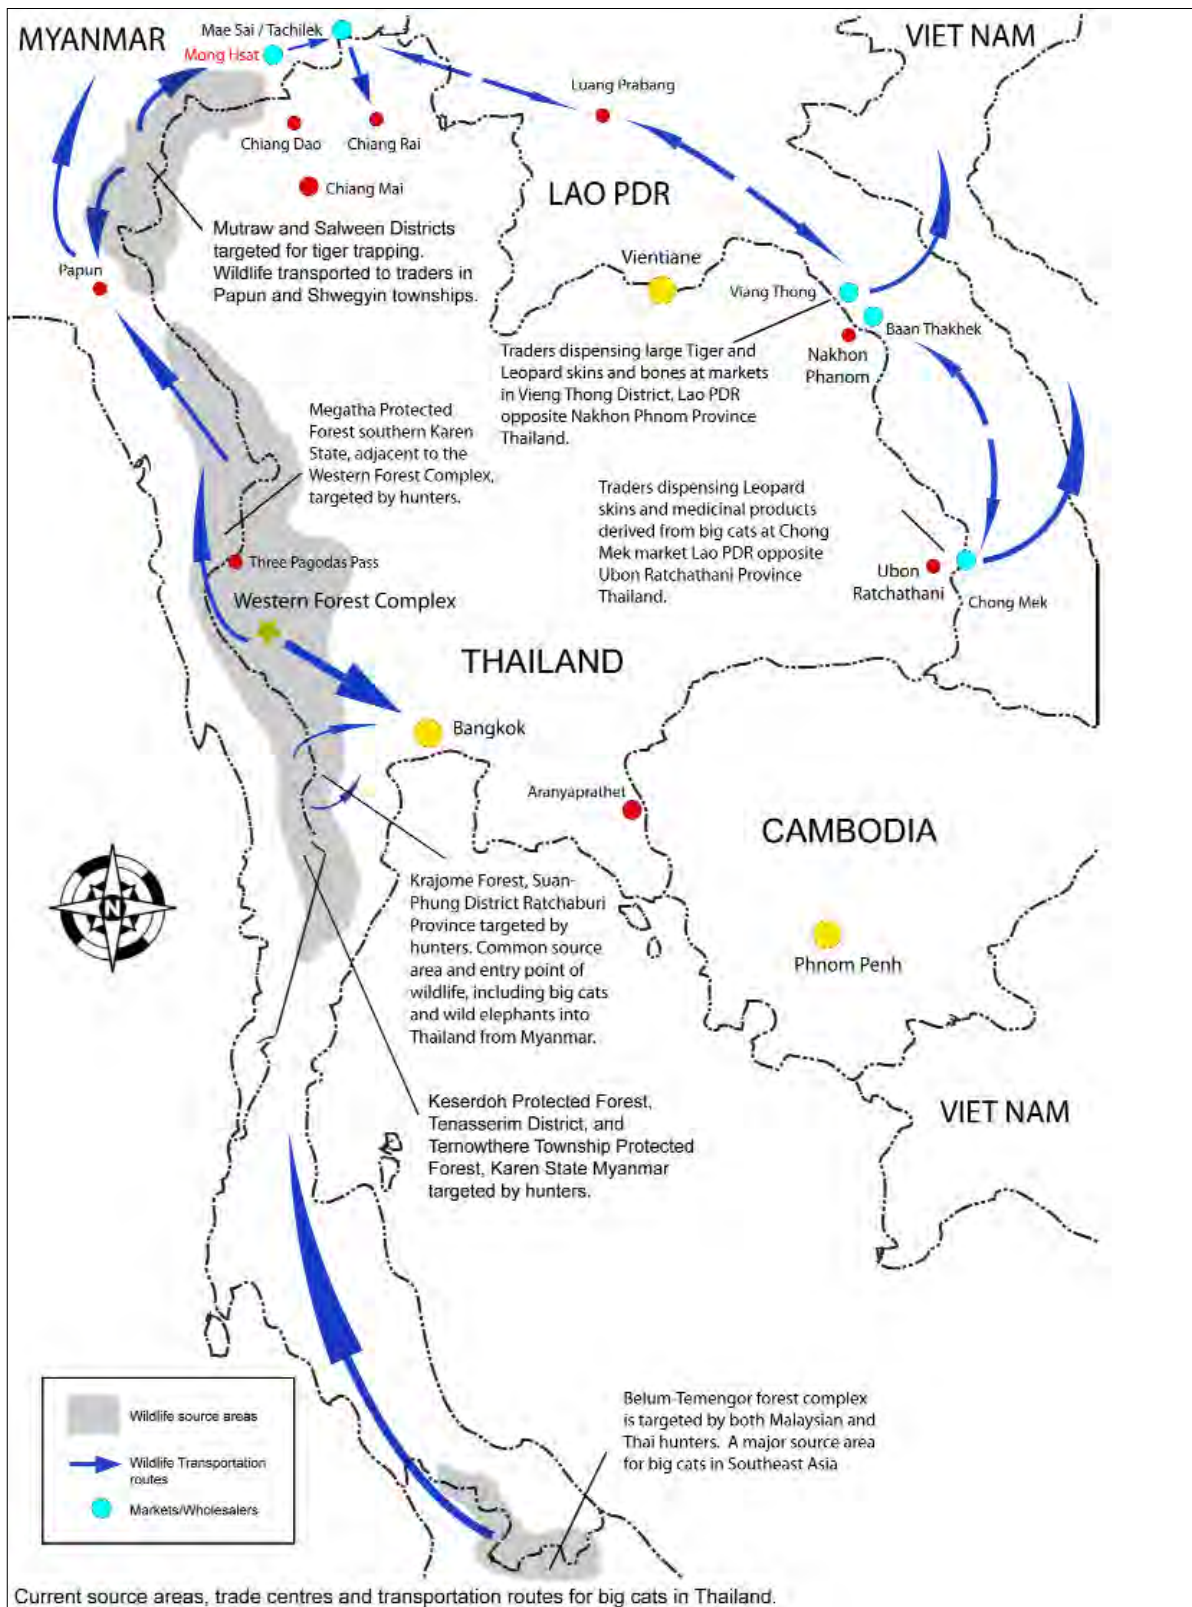 MYANMAR
Mae Sai / Tachilek
Mong Hsat
VIET NAM
Luang Prabang
Chiang Dao
Chiang Rai
Chiang Mai
LAO PDR
Mutraw and Salween Districts
targeted for tiger trapping.
Wildlife transported to traders in
Papun and Shwegyin townships.
Papun
Vientiane
Viang Thong
Baan Thakhek
Nakhon
Phanom
Traders dispensing large Tiger and
Leopard skins and bones at markets
in Vieng Thong District, Lao PDR
opposite Nakhon Phnom Province
Thailand.
Megatha Protected
Forest southern Karen
State, adjacent to the
Western Forest Complex,
targeted by hunters.
Traders dispensing Leopard
skins and medicinal products
derived from big cats at Chong
Mek market Lao PDR opposite
Ubon Ratchathani Province
Thailand.
Three Pagodas Pass
Ubon
Ratchathani
Chong Mek
Western Forest Complex
THAILAND
Bangkok
Aranyaprathet
CAMBODIA
N
Krajome Forest, Suan-
Phung District Ratchaburi
Province targeted by
hunters. Common source
area and entry point of
wildlife, including big cats
and wild elephants into
Thailand from Myanmar.
Phnom Penh
Keserdoh Protected Forest,
Tenasserim District, and
Ternowthere Township Protected
Forest, Karen State Myanmar
targeted by hunters.
VIET NAM
Belum-Temengor forest complex
is targeted by both Malaysian and
Thai hunters. A major source area
for big cats in Southeast Asia
Wildlife source areas
Wildlife Transportation
routes
Markets/Wholesalers
Current source areas, trade centres and transportation routes for big cats in Thailand.